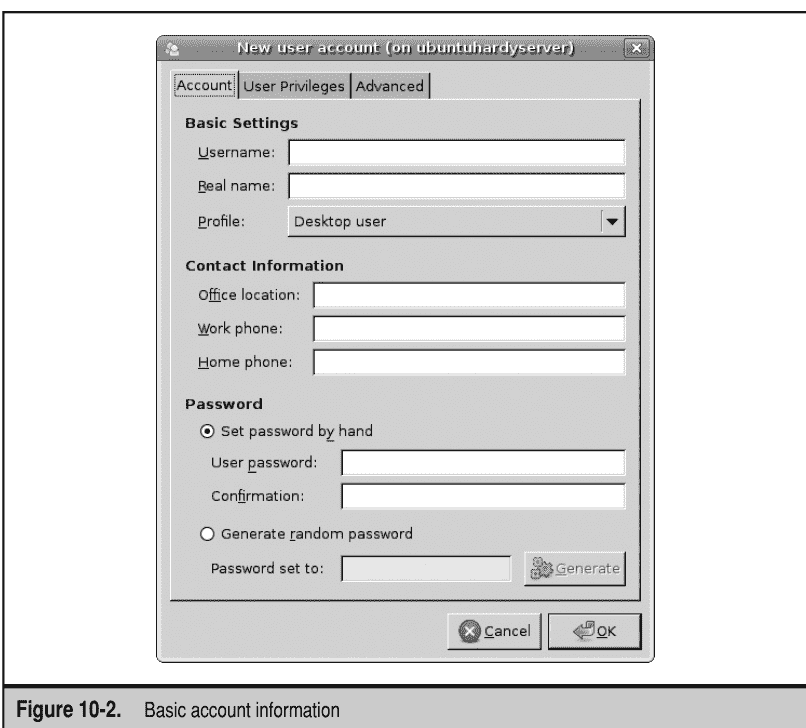 New user account (on ubuntuhardyserver)
Account User Privileges Advanced
Basic Settings
Username:
Real name:
Profile: Desktop user
Contact Information
Office location:
Work phone:
Home phone:
Password
Set password by hand
User password:
Confirmation:
Generate random password
Password set to: Generate
Cancel OK
Figure 10-2. Basic account information